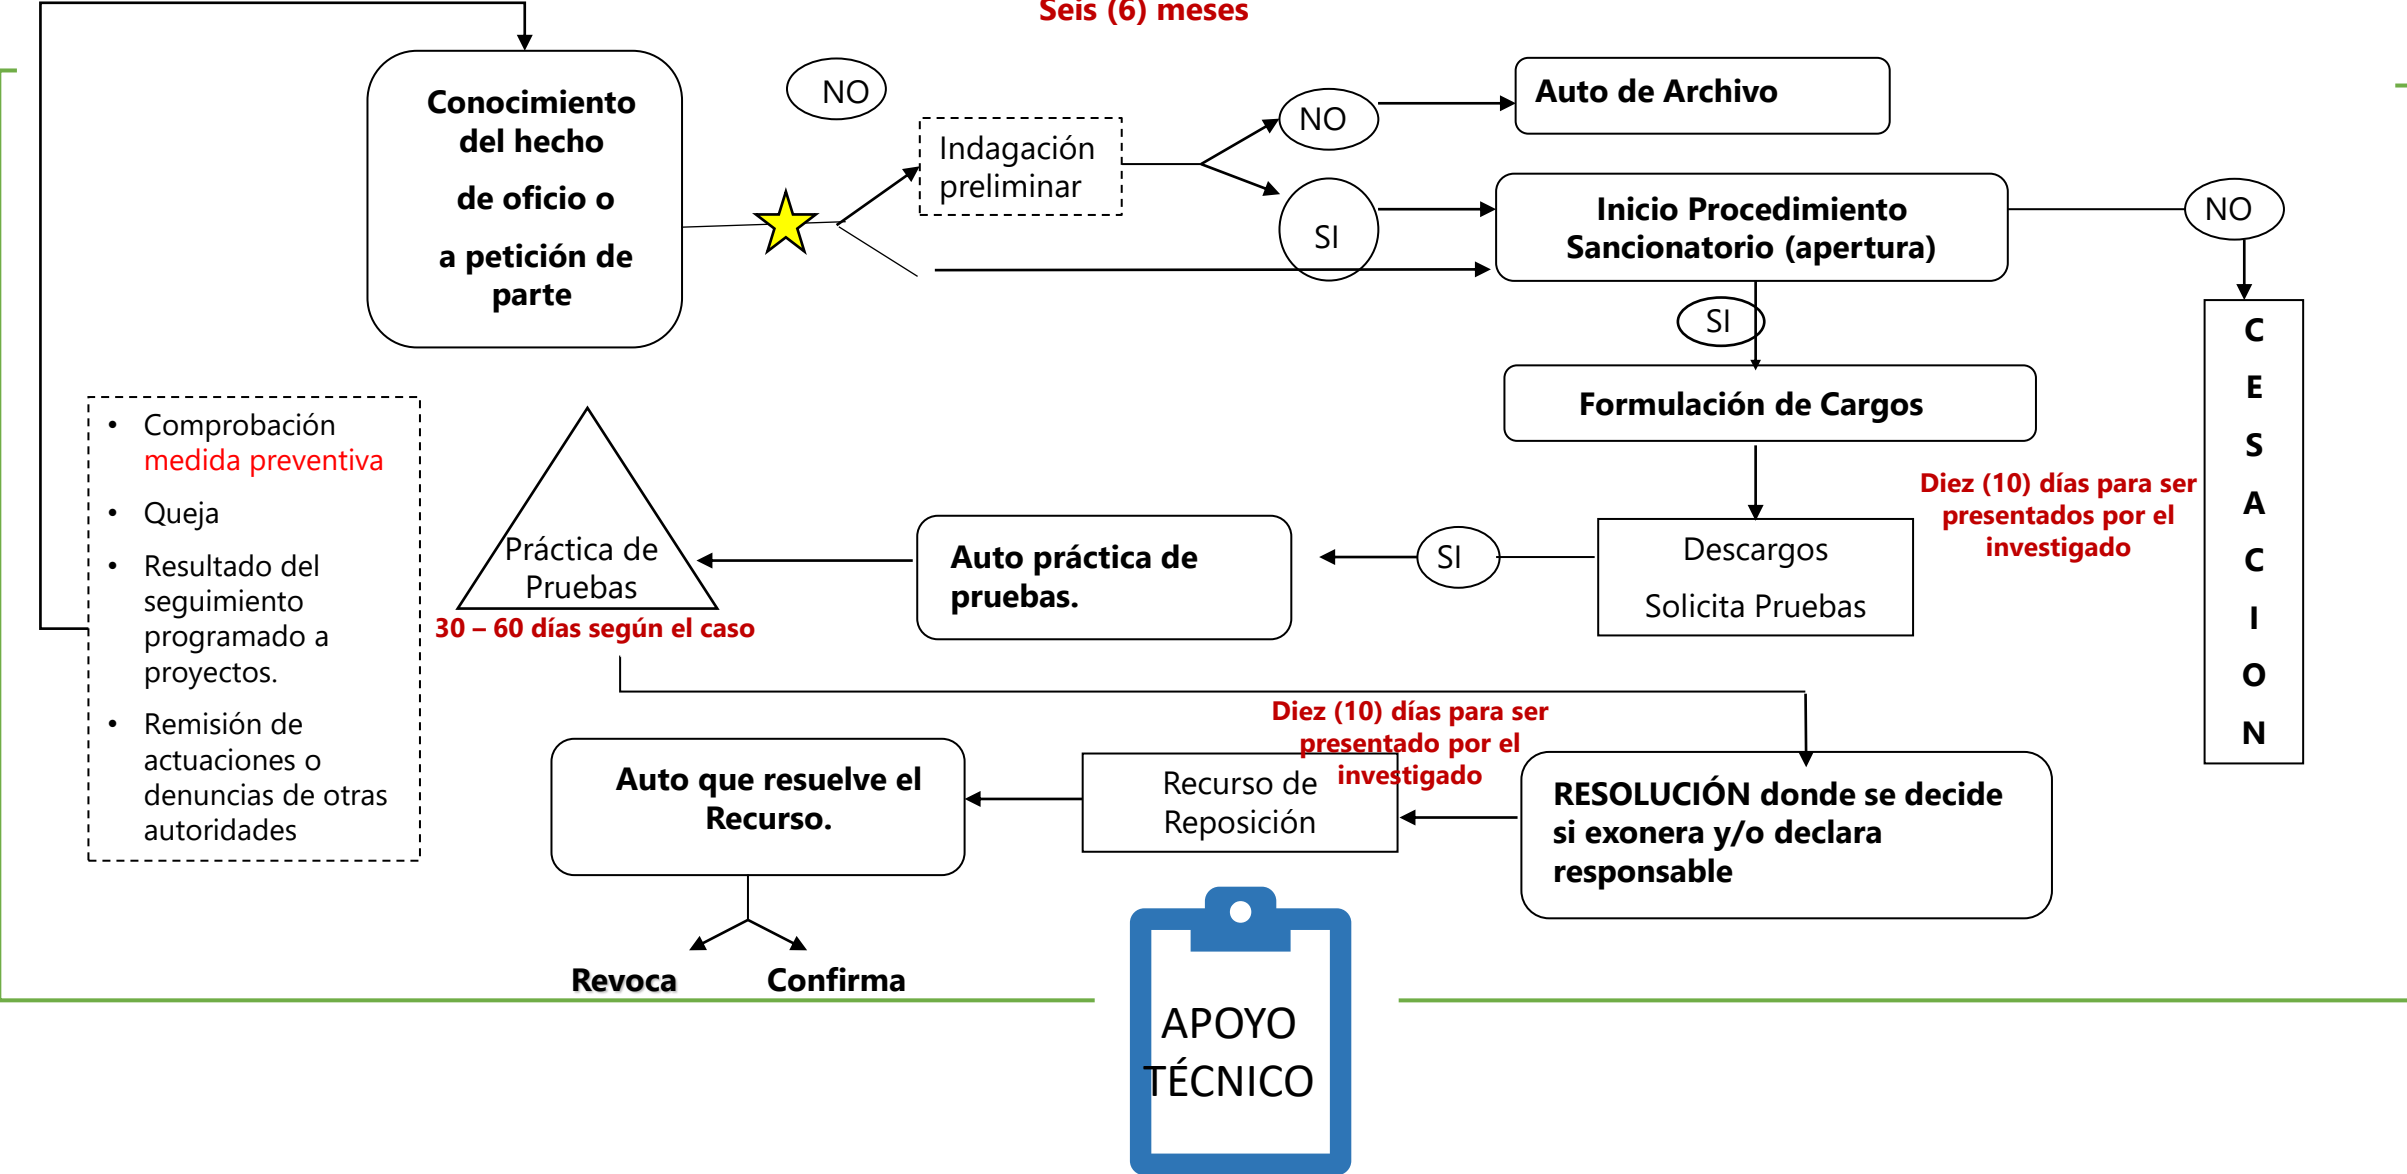 Seis (6) meses
Conocimiento
del hecho
de oficio o
a petición de
parte
NO
Indagación
preliminar
NO
SI
Auto de Archivo
Inicio Procedimiento
Sancionatorio (apertura)
NO
SI
Formulación de Cargos
C
E
S
A
C
I
O
N
Diez (10) días para ser
presentados por el
investigado
Descargos
Solicita Pruebas
SI
Auto práctica de
pruebas.
Práctica de
Pruebas
30 – 60 días según el caso
• Comprobación
medida preventiva
• Queja
• Resultado del
seguimiento
programado a
proyectos.
• Remisión de
actuaciones o
denuncias de otras
autoridades
Diez (10) días para ser
presentado por el
investigado
RESOLUCIÓN donde se decide
si exonera y/o declara
responsable
Recurso de
Reposición
Auto que resuelve el
Recurso.
Revoca
Confirma
APOYO
TÉCNICO